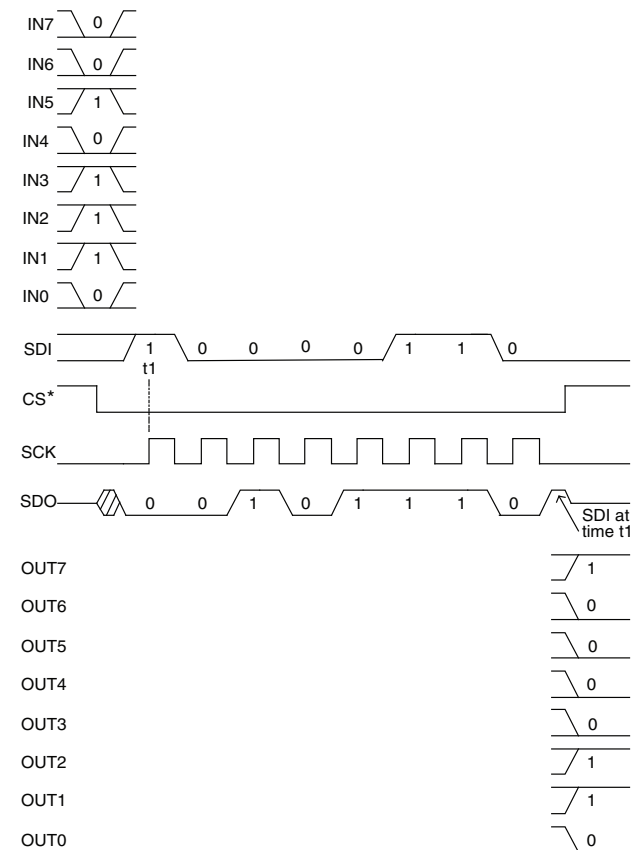 IN7 0
IN6 0
IN5 1
IN4 0
IN3 1
IN2 1
IN1 1
IN0 0
SDI 1 0 0 0 0 1 1 0
t1
CS*
SCK
SDO 0 0 1 0 1 1 1 0
SDI at
time t1
OUT7 1
OUT6 0
OUT5 0
OUT4 0
OUT3 0
OUT2 1
OUT1 1
OUT0 0